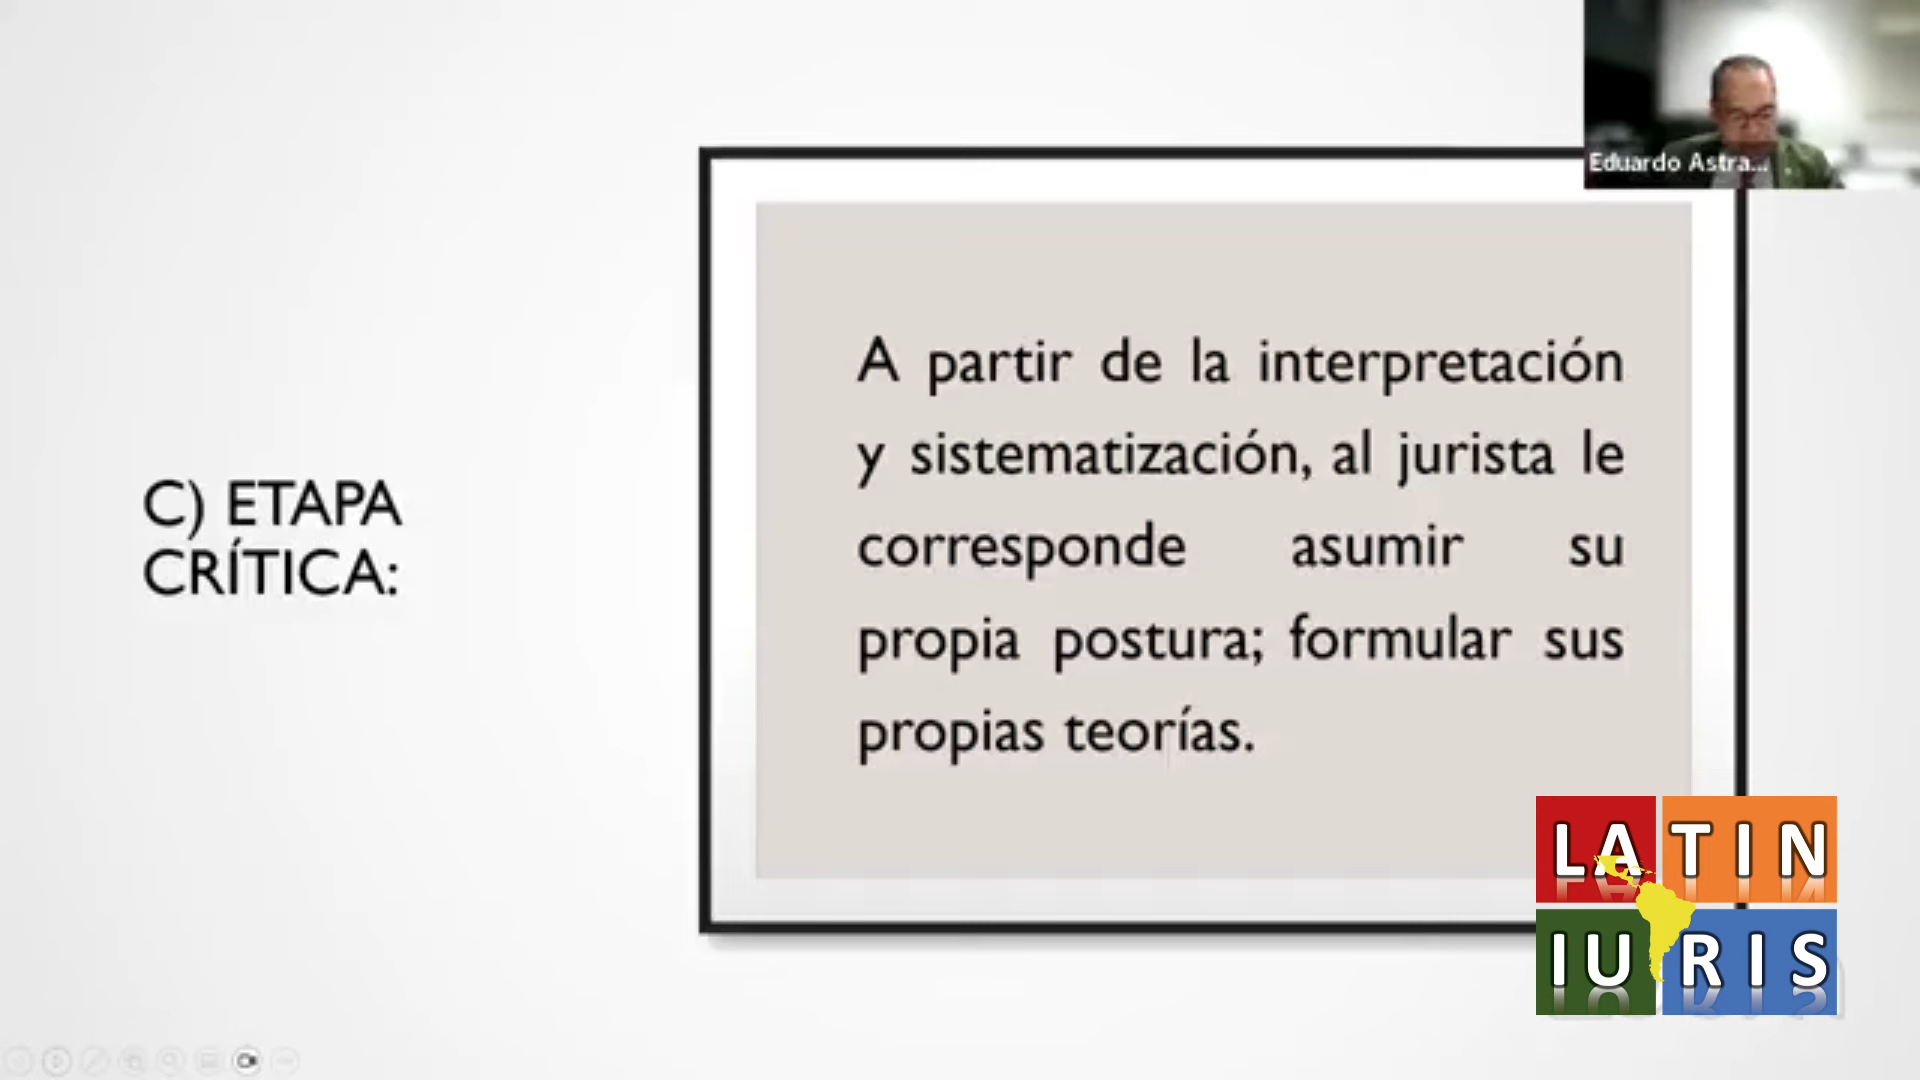 Eduardo Astra...
C) ETAPA
CRÍTICA:
A partir de la interpretación
y sistematización, al jurista le
corresponde asumir su
propia postura; formular sus
propias teorías.
LATIN
IURIS